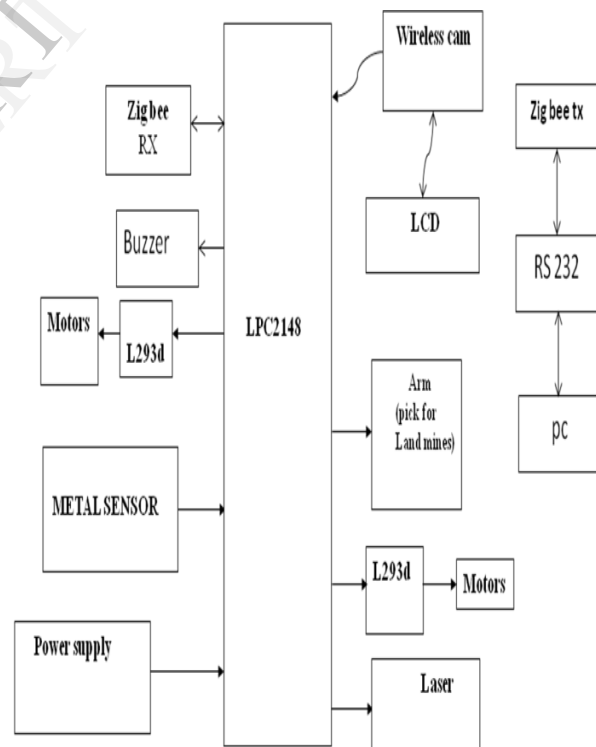 Wireless cam
Zigbee
RX
Zig bee tx
LCD
Buzzer
RS 232
Motors
L293d
LPC2148
Arm
(pick for
Land mines)
pc
METAL SENSOR
L293d
Motors
Power supply
Laser